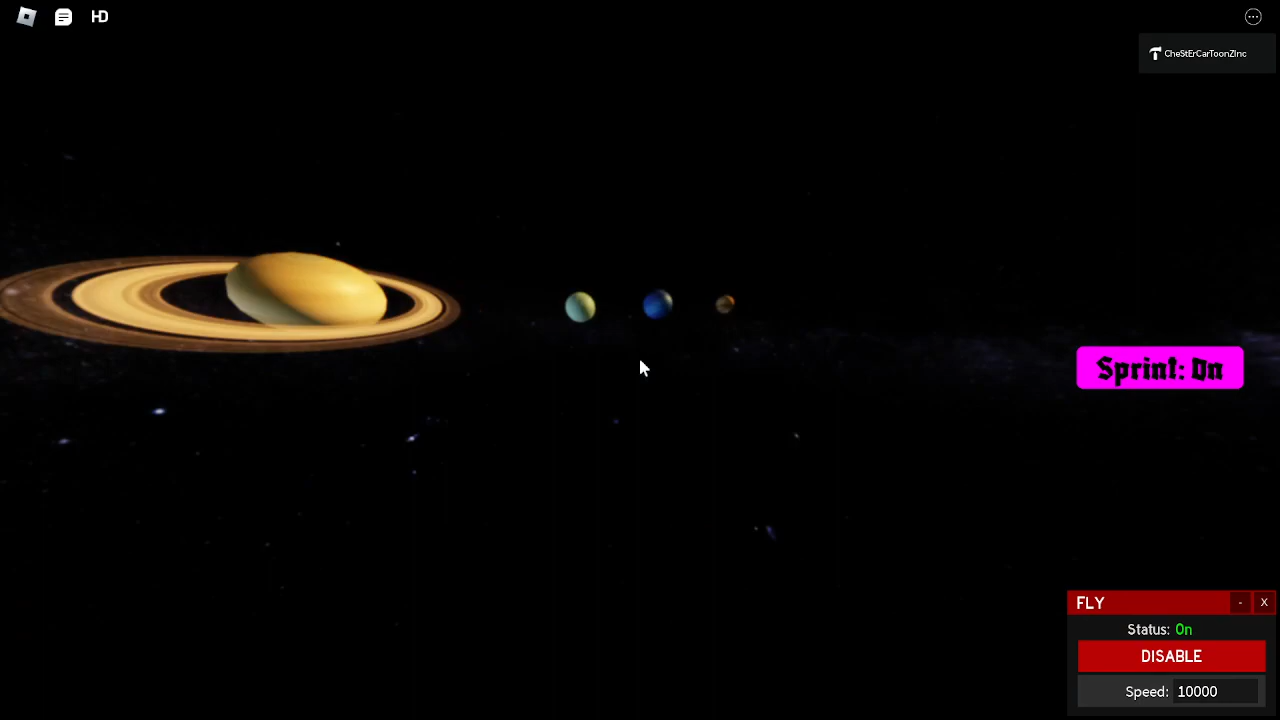 HD
CheStErCarToonZInc
Sprint: On
FLY
-
X
Status: On
DISABLE
Speed: 10000